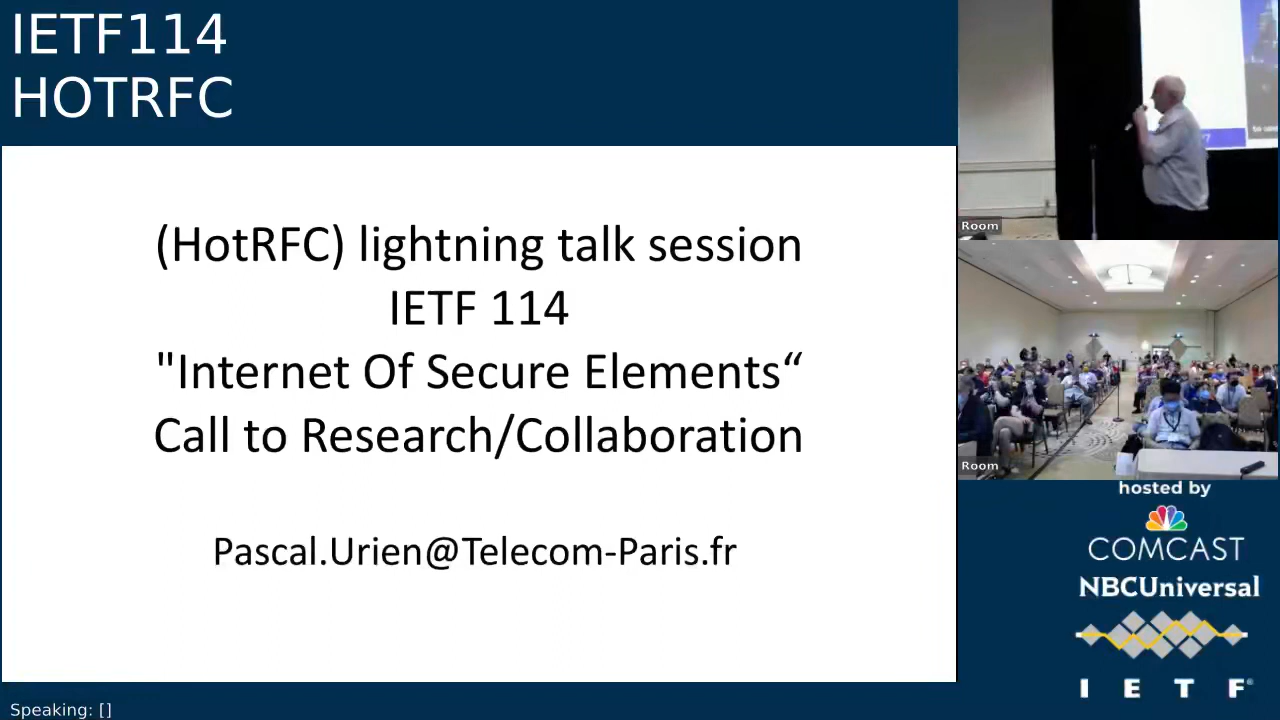 IETF114
HOTRFC
(HotRFC) lightning talk session
IETF 114
"Internet Of Secure Elements“
Call to Research/Collaboration
Pascal.Urien@Telecom-Paris.fr
Room
Room
hosted by
COMCAST
NBCUniversal
I E T F®
Speaking: []